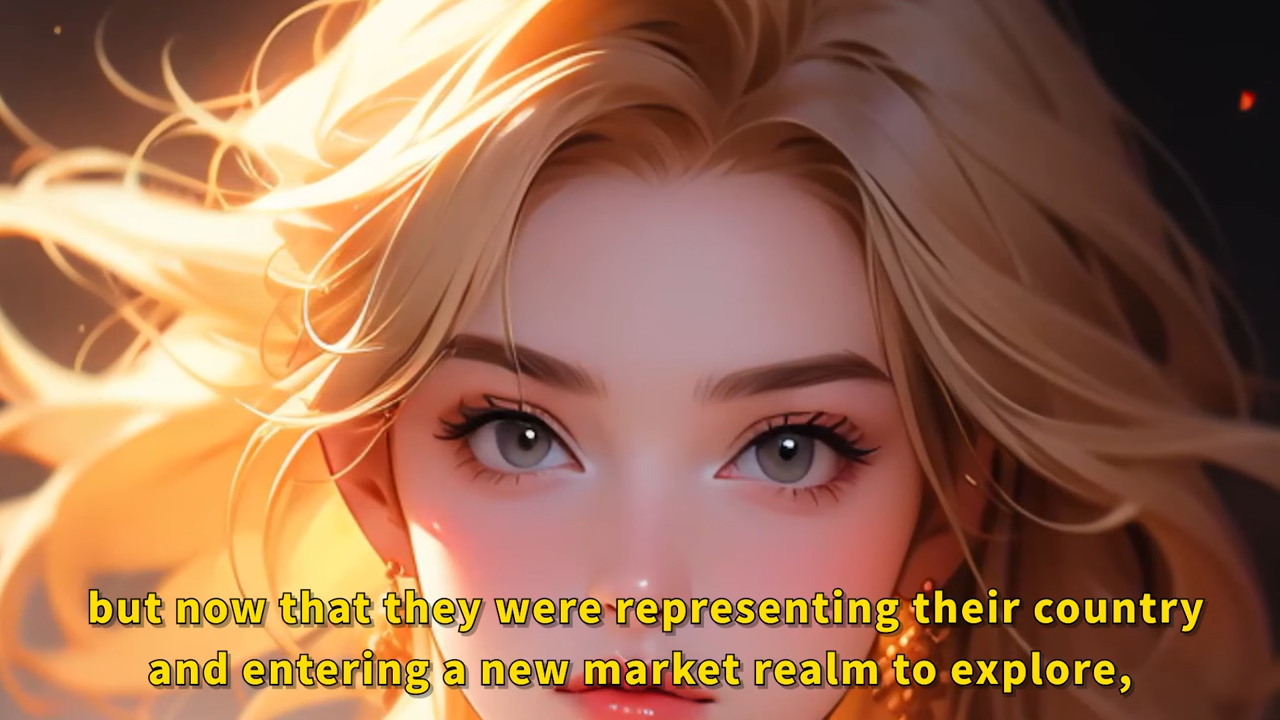 but now that they were representing their country
and entering a new market realm to explore,